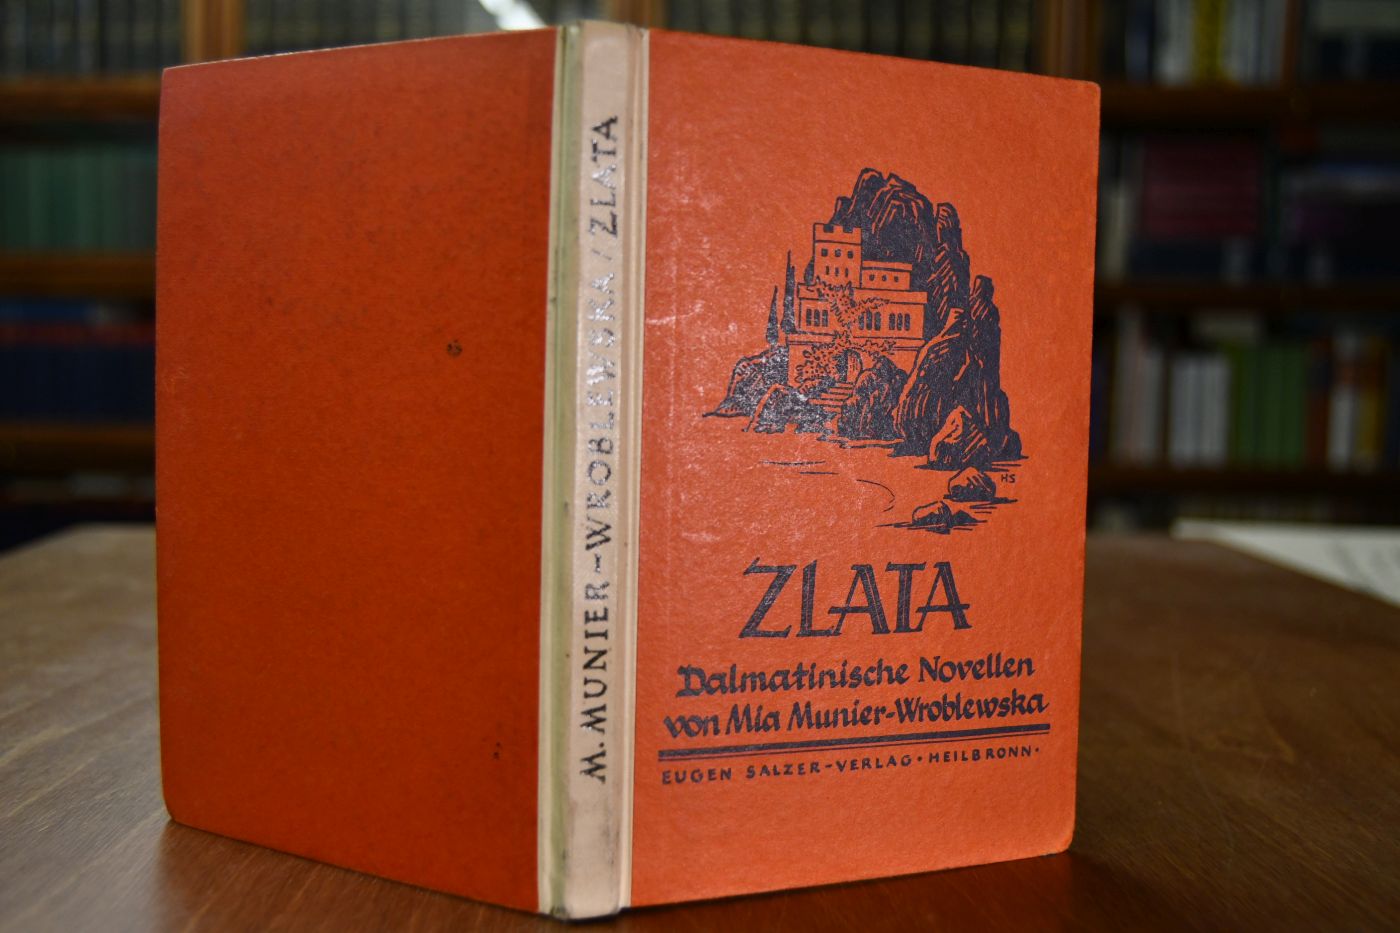 M. MUNIER-WROBLEWSKA / ZLATA
HS
ZLATA
Dalmatinische Novellen
von Mia Munier-Wroblewska
EUGEN SALZER-VERLAG · HEILBRONN ·